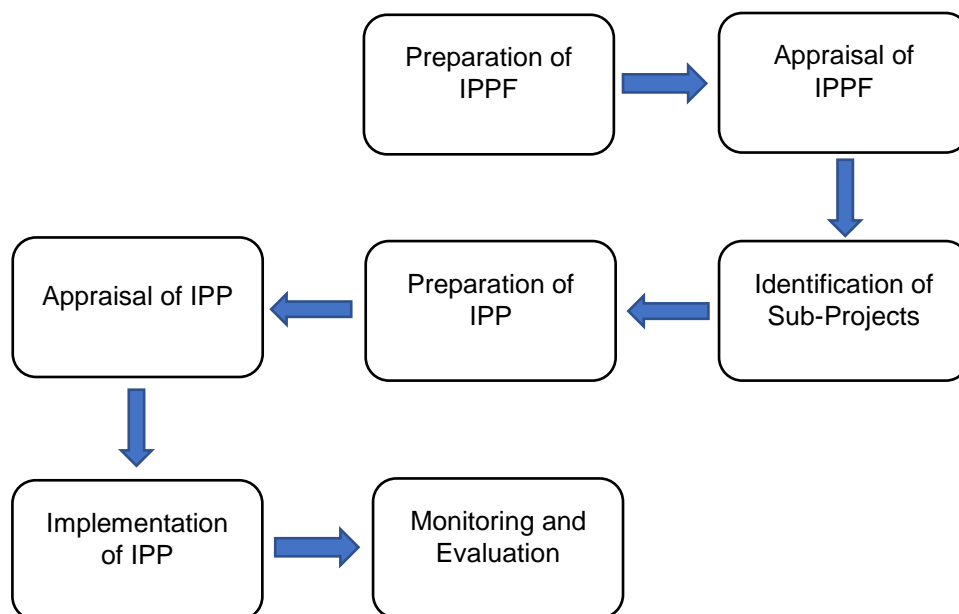 Preparation of
IPPF
Appraisal of
IPPF
Identification of
Sub-Projects
Preparation of
IPP
Appraisal of IPP
Implementation
of IPP
Monitoring and
Evaluation